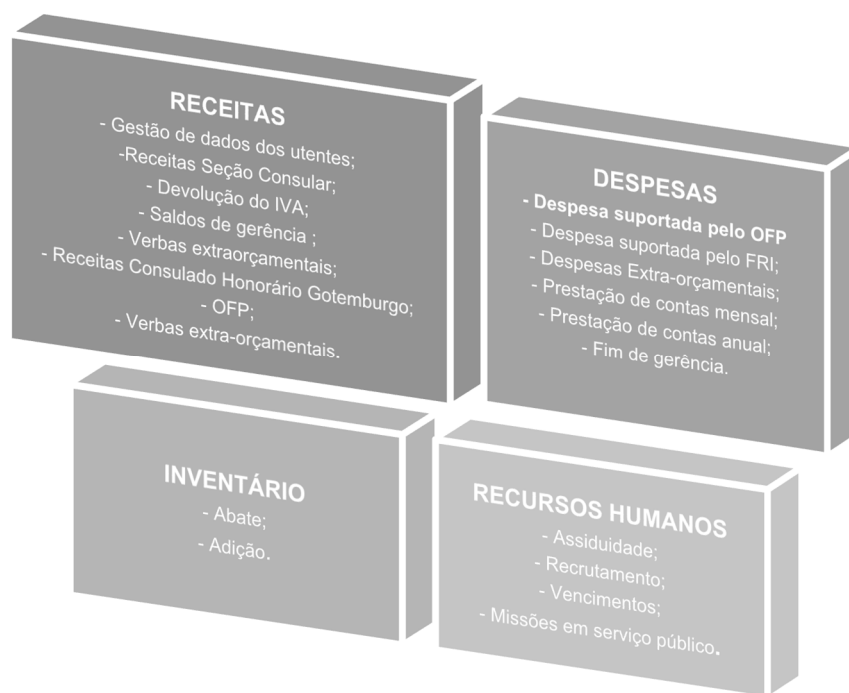 RECEITAS
- Gestão de dados dos utentes;
-Receitas Seção Consular;
- Devolução do IVA;
- Saldos de gerência ;
- Verbas extraorçamentais;
- Receitas Consulado Honorário Gotemburgo;
- OFP;
- Verbas extra-orçamentais.
DESPESAS
- Despesa suportada pelo OFP
- Despesa suportada pelo FRI;
- Despesas Extra-orçamentais;
- Prestação de contas mensal;
- Prestação de contas anual;
- Fim de gerência.
INVENTÁRIO
- Abate;
- Adição.
RECURSOS HUMANOS
- Assiduidade;
- Recrutamento;
- Vencimentos;
- Missões em serviço público.